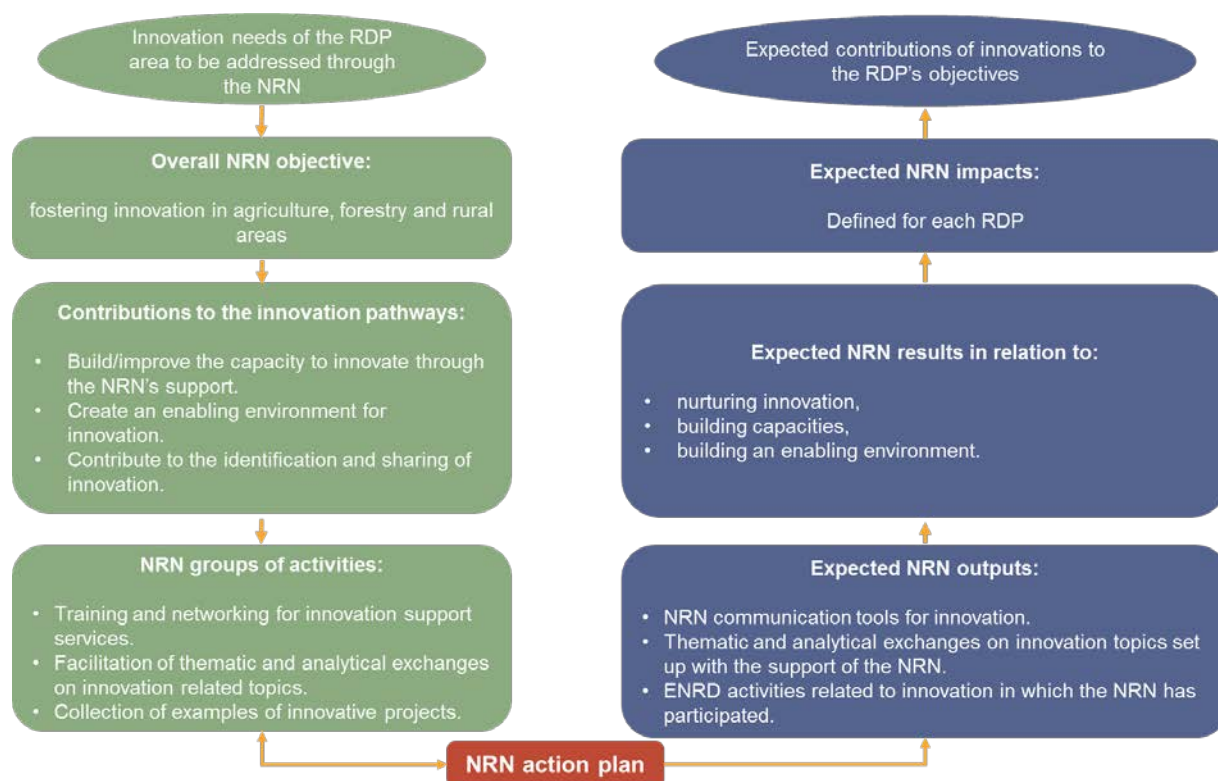 Innovation needs of the RDP
area to be addressed through
the NRN
Overall NRN objective:
fostering innovation in agriculture, forestry and rural
areas
Contributions to the innovation pathways:
• Build/improve the capacity to innovate through
the NRN's support.
• Create an enabling environment for
innovation.
• Contribute to the identification and sharing of
innovation.
NRN groups of activities:
• Training and networking for innovation support
services.
• Facilitation of thematic and analytical exchanges
on innovation related topics.
• Collection of examples of innovative projects.
NRN action plan
Expected contributions of innovations to
the RDP's objectives
Expected NRN impacts:
Defined for each RDP
Expected NRN results in relation to:
• nurturing innovation,
• building capacities,
• building an enabling environment.
Expected NRN outputs:
• NRN communication tools for innovation.
• Thematic and analytical exchanges on innovation topics set
up with the support of the NRN.
• ENRD activities related to innovation in which the NRN has
participated.